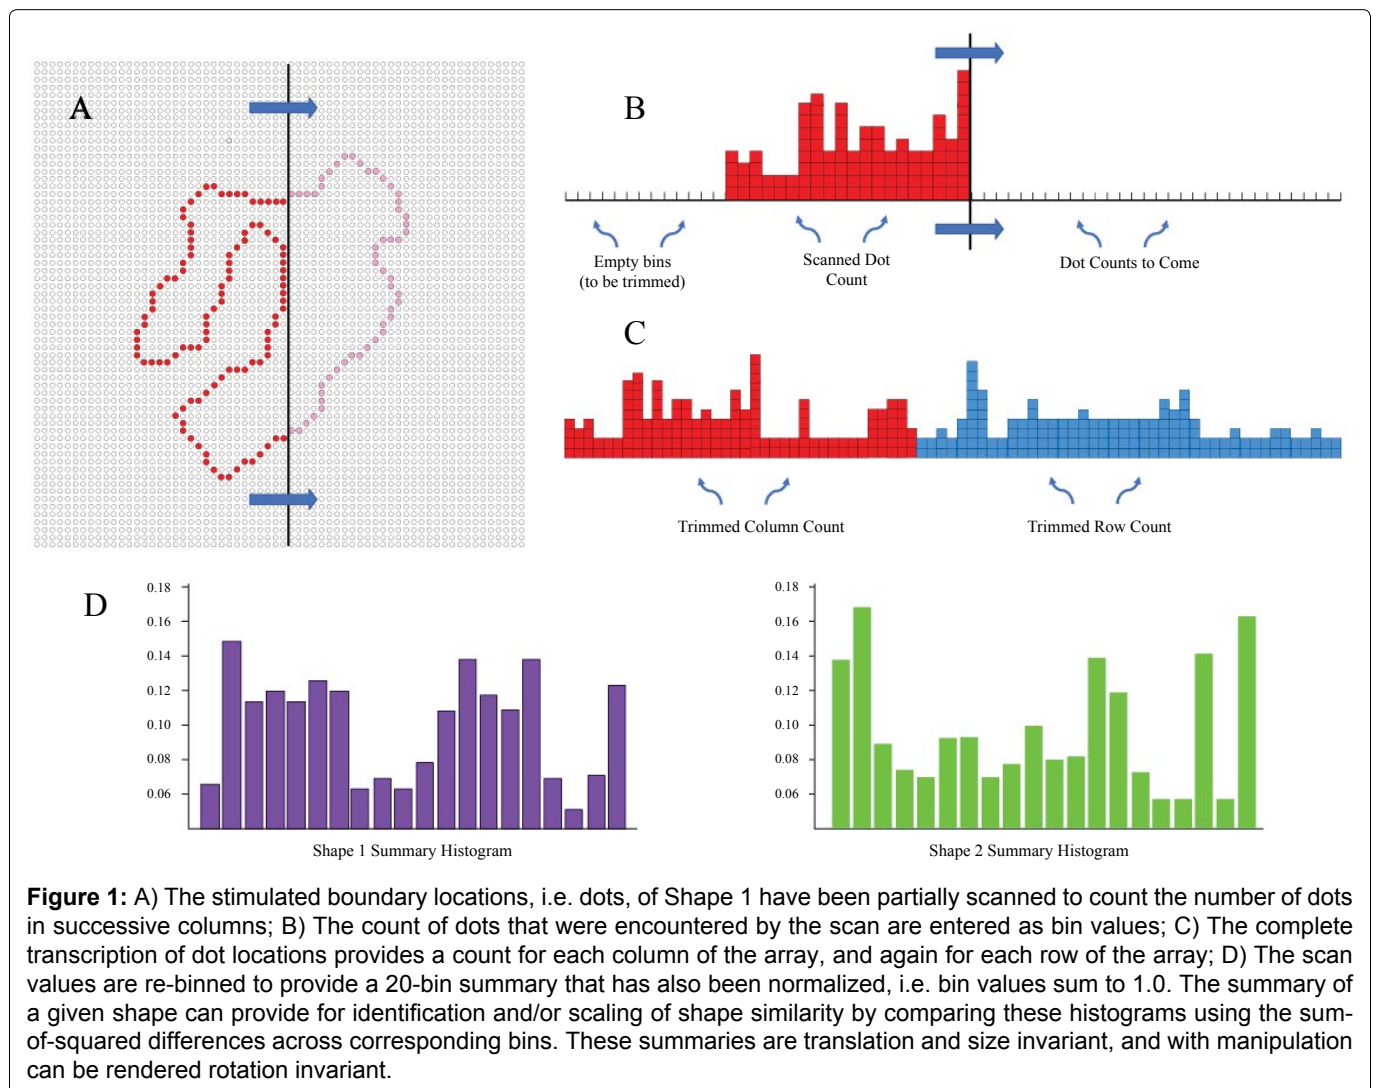 A
B
Empty bins
(to be trimmed)
Scanned Dot
Count
Dot Counts to Come
C
Trimmed Column Count
Trimmed Row Count
D
0.18
0.16
0.14
0.12
0.10
0.08
0.06
Shape 1 Summary Histogram
0.18
0.16
0.14
0.12
0.10
0.08
0.06
Shape 2 Summary Histogram
Figure 1: A) The stimulated boundary locations, i.e. dots, of Shape 1 have been partially scanned to count the number of dots
in successive columns; B) The count of dots that were encountered by the scan are entered as bin values; C) The complete
transcription of dot locations provides a count for each column of the array, and again for each row of the array; D) The scan
values are re-binned to provide a 20-bin summary that has also been normalized, i.e. bin values sum to 1.0. The summary of
a given shape can provide for identification and/or scaling of shape similarity by comparing these histograms using the sum-
of-squared differences across corresponding bins. These summaries are translation and size invariant, and with manipulation
can be rendered rotation invariant.